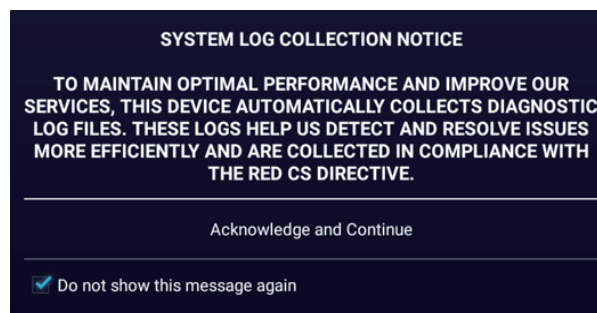 SYSTEM LOG COLLECTION NOTICE
TO MAINTAIN OPTIMAL PERFORMANCE AND IMPROVE OUR
SERVICES, THIS DEVICE AUTOMATICALLY COLLECTS DIAGNOSTIC
LOG FILES. THESE LOGS HELP US DETECT AND RESOLVE ISSUES
MORE EFFICIENTLY AND ARE COLLECTED IN COMPLIANCE WITH
THE RED CS DIRECTIVE.
Acknowledge and Continue
Do not show this message again